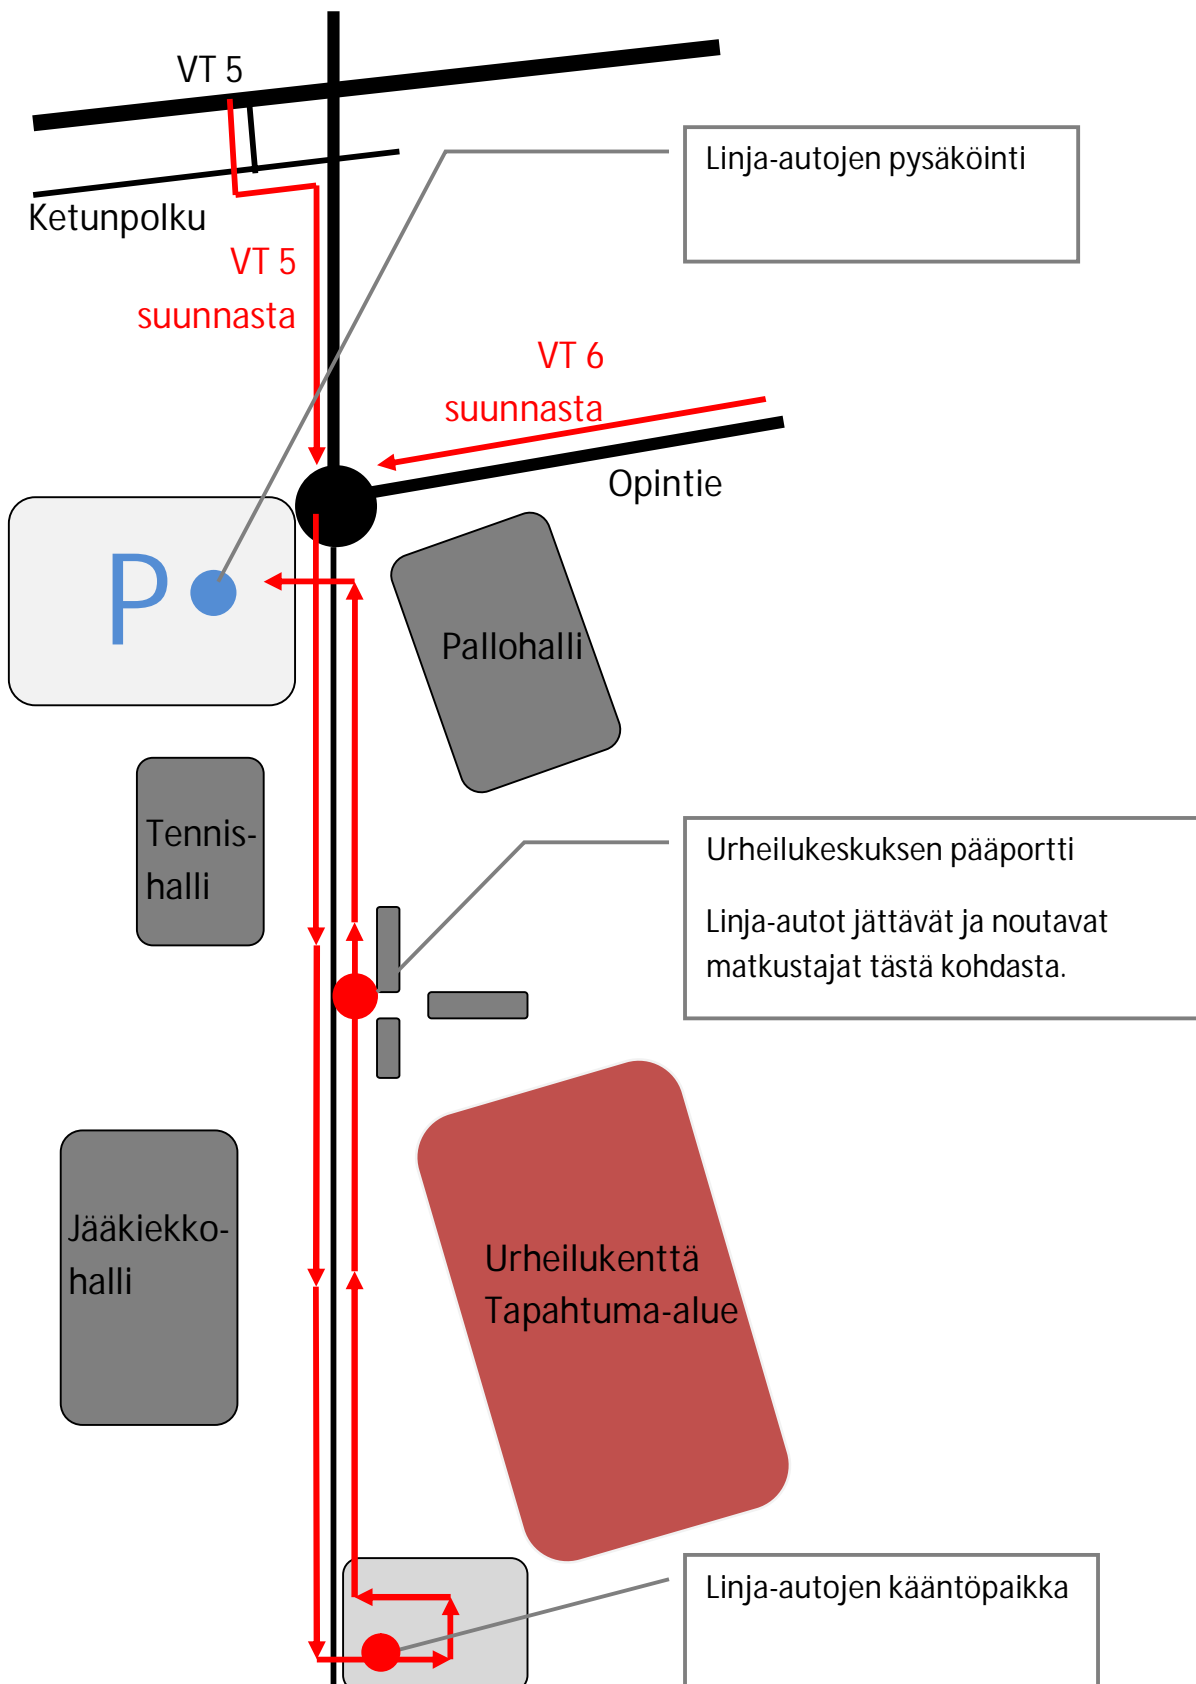 VT 5
Linja-autojen pysäköinti
Ketunpolku
VT 5
suunnasta
VT 6
suunnasta
Opintie
P
Pallohalli
Tennis-
halli
Urheilukeskuksen pääportti
Linja-autot jättävät ja noutavat
matkustajat tästä kohdasta.
Jääkiekko-
halli
Urheilukenttä
Tapahtuma-alue
Linja-autojen kääntöpaikka